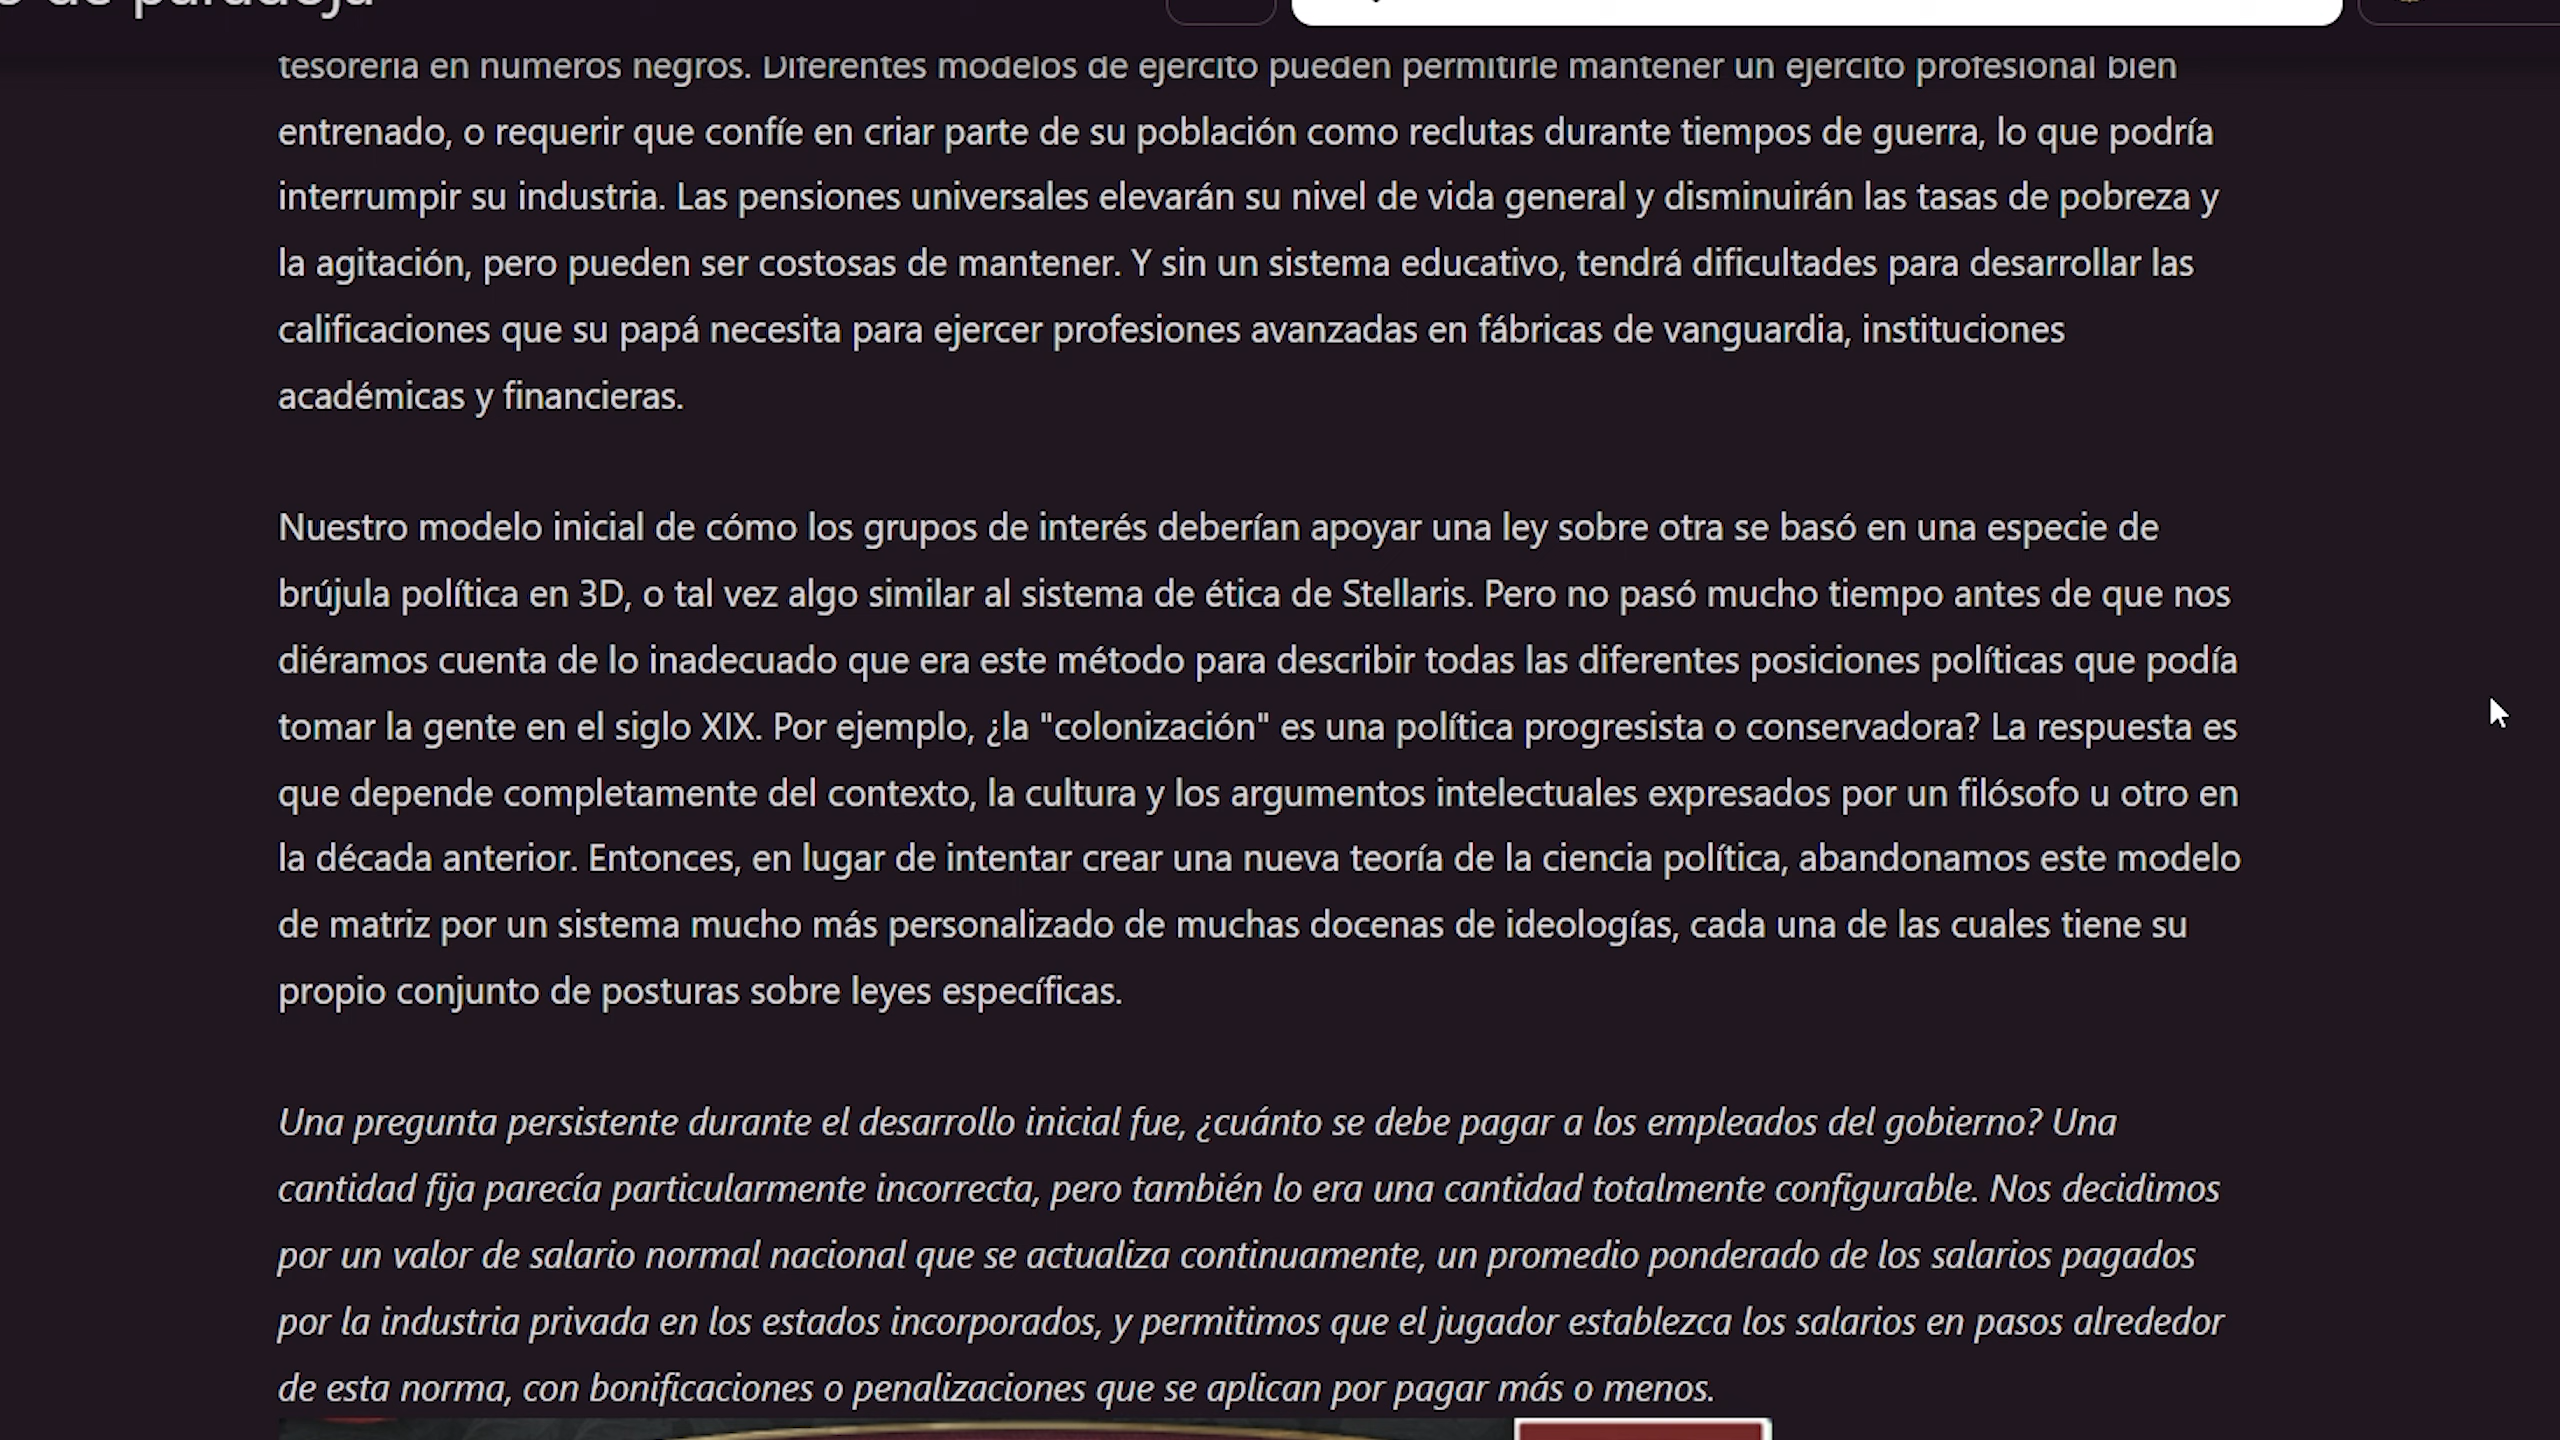 o de paradoja
tesorería en números negros. Diferentes modelos de ejército pueden permitirle mantener un ejército profesional bien
entrenado, o requerir que confíe en criar parte de su población como reclutas durante tiempos de guerra, lo que podría
interrumpir su industria. Las pensiones universales elevarán su nivel de vida general y disminuirán las tasas de pobreza y
la agitación, pero pueden ser costosas de mantener. Y sin un sistema educativo, tendrá dificultades para desarrollar las
calificaciones que su papá necesita para ejercer profesiones avanzadas en fábricas de vanguardia, instituciones
académicas y financieras.
Nuestro modelo inicial de cómo los grupos de interés deberían apoyar una ley sobre otra se basó en una especie de
brújula política en 3D, o tal vez algo similar al sistema de ética de Stellaris. Pero no pasó mucho tiempo antes de que nos
diéramos cuenta de lo inadecuado que era este método para describir todas las diferentes posiciones políticas que podía
tomar la gente en el siglo XIX. Por ejemplo, ¿la "colonización" es una política progresista o conservadora? La respuesta es
que depende completamente del contexto, la cultura y los argumentos intelectuales expresados por un filósofo u otro en
la década anterior. Entonces, en lugar de intentar crear una nueva teoría de la ciencia política, abandonamos este modelo
de matriz por un sistema mucho más personalizado de muchas docenas de ideologías, cada una de las cuales tiene su
propio conjunto de posturas sobre leyes específicas.
Una pregunta persistente durante el desarrollo inicial fue, ¿cuánto se debe pagar a los empleados del gobierno? Una
cantidad fija parecía particularmente incorrecta, pero también lo era una cantidad totalmente configurable. Nos decidimos
por un valor de salario normal nacional que se actualiza continuamente, un promedio ponderado de los salarios pagados
por la industria privada en los estados incorporados, y permitimos que el jugador establezca los salarios en pasos alrededor
de esta norma, con bonificaciones o penalizaciones que se aplican por pagar más o menos.